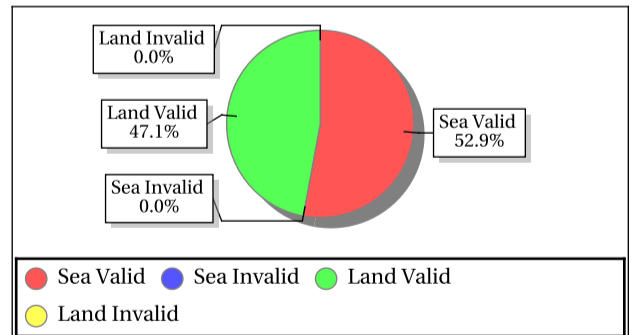 Land Invalid
0.0%
Land Valid
47.1%
Sea Invalid
0.0%
Sea Valid
52.9%
Sea Valid Sea Invalid Land Valid
Land Invalid